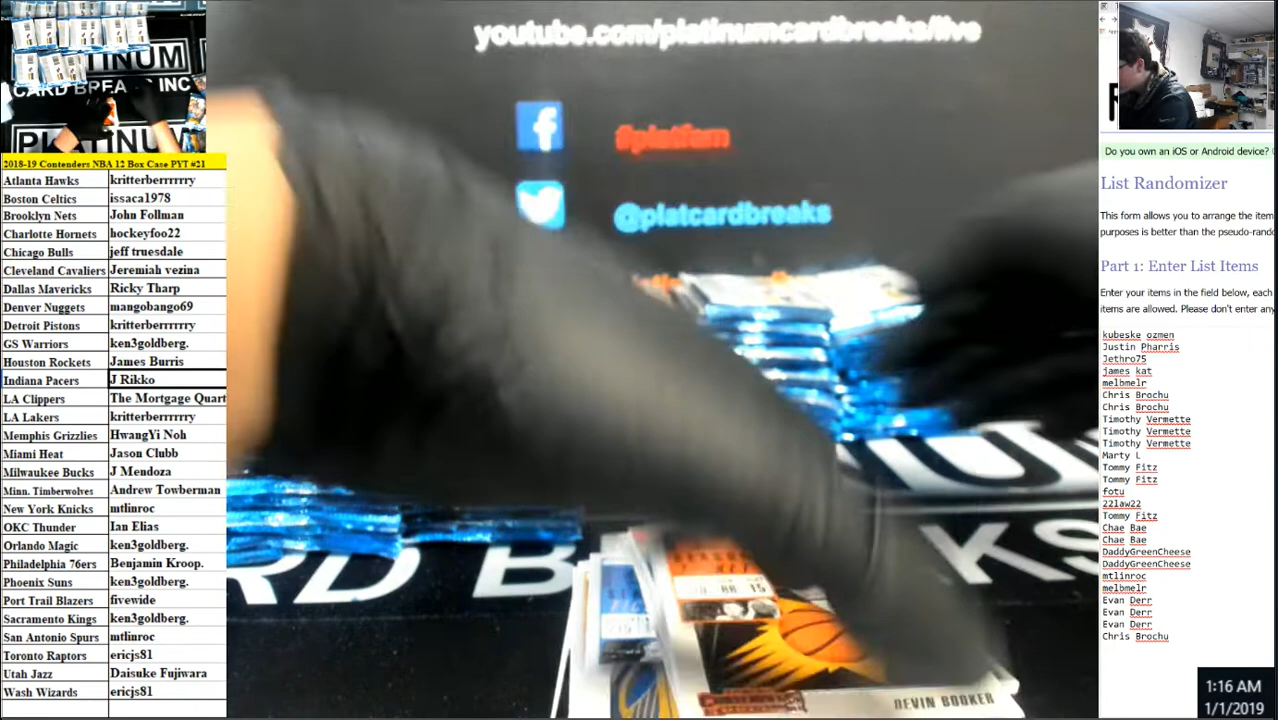 youtube.com/platinumcardbreaks/live
#platfam
@platcardbreaks
PLATINUM
CARD BREA
INC
PLATINUM
2018-19 Contenders NBA 12 Box Case PYT #21
Atlanta Hawks kritterberrrrrry
Boston Celtics issaca1978
Brooklyn Nets John Follman
Charlotte Hornets hockeyfoo22
Chicago Bulls jeff truesdale
Cleveland Cavaliers Jeremiah vezina
Dallas Mavericks Ricky Tharp
Denver Nuggets mangobango69
Detroit Pistons kritterberrrrrry
GS Warriors ken3goldberg.
Houston Rockets James Burris
Indiana Pacers J Rikko
LA Clippers The Mortgage Quart
LA Lakers kritterberrrrrry
Memphis Grizzlies HwangYi Noh
Miami Heat Jason Clubb
Milwaukee Bucks J Mendoza
Minn. Timberwolves Andrew Towberman
New York Knicks mtlinroc
OKC Thunder Ian Elias
Orlando Magic ken3goldberg.
Philadelphia 76ers Benjamin Kroop.
Phoenix Suns ken3goldberg.
Port Trail Blazers fivewide
Sacramento Kings ken3goldberg.
San Antonio Spurs mtlinroc
Toronto Raptors ericjs81
Utah Jazz Daisuke Fujiwara
Wash Wizards ericjs81
DEVIN BOOKER
Do you own an iOS or Android device?
List Randomizer
This form allows you to arrange the item
purposes is better than the pseudo-rando
Part 1: Enter List Items
Enter your items in the field below, each
items are allowed. Please don't enter any
kubeske ozmen
Justin Pharris
Jethro75
james kat
melbmelr
Chris Brochu
Chris Brochu
Timothy Vermette
Timothy Vermette
Timothy Vermette
Marty L
Tommy Fitz
Tommy Fitz
fotu
22law22
Tommy Fitz
Chae Bae
Chae Bae
DaddyGreenCheese
DaddyGreenCheese
mtlinroc
melbmelr
Evan Derr
Evan Derr
Evan Derr
Chris Brochu
1:16 AM
1/1/2019